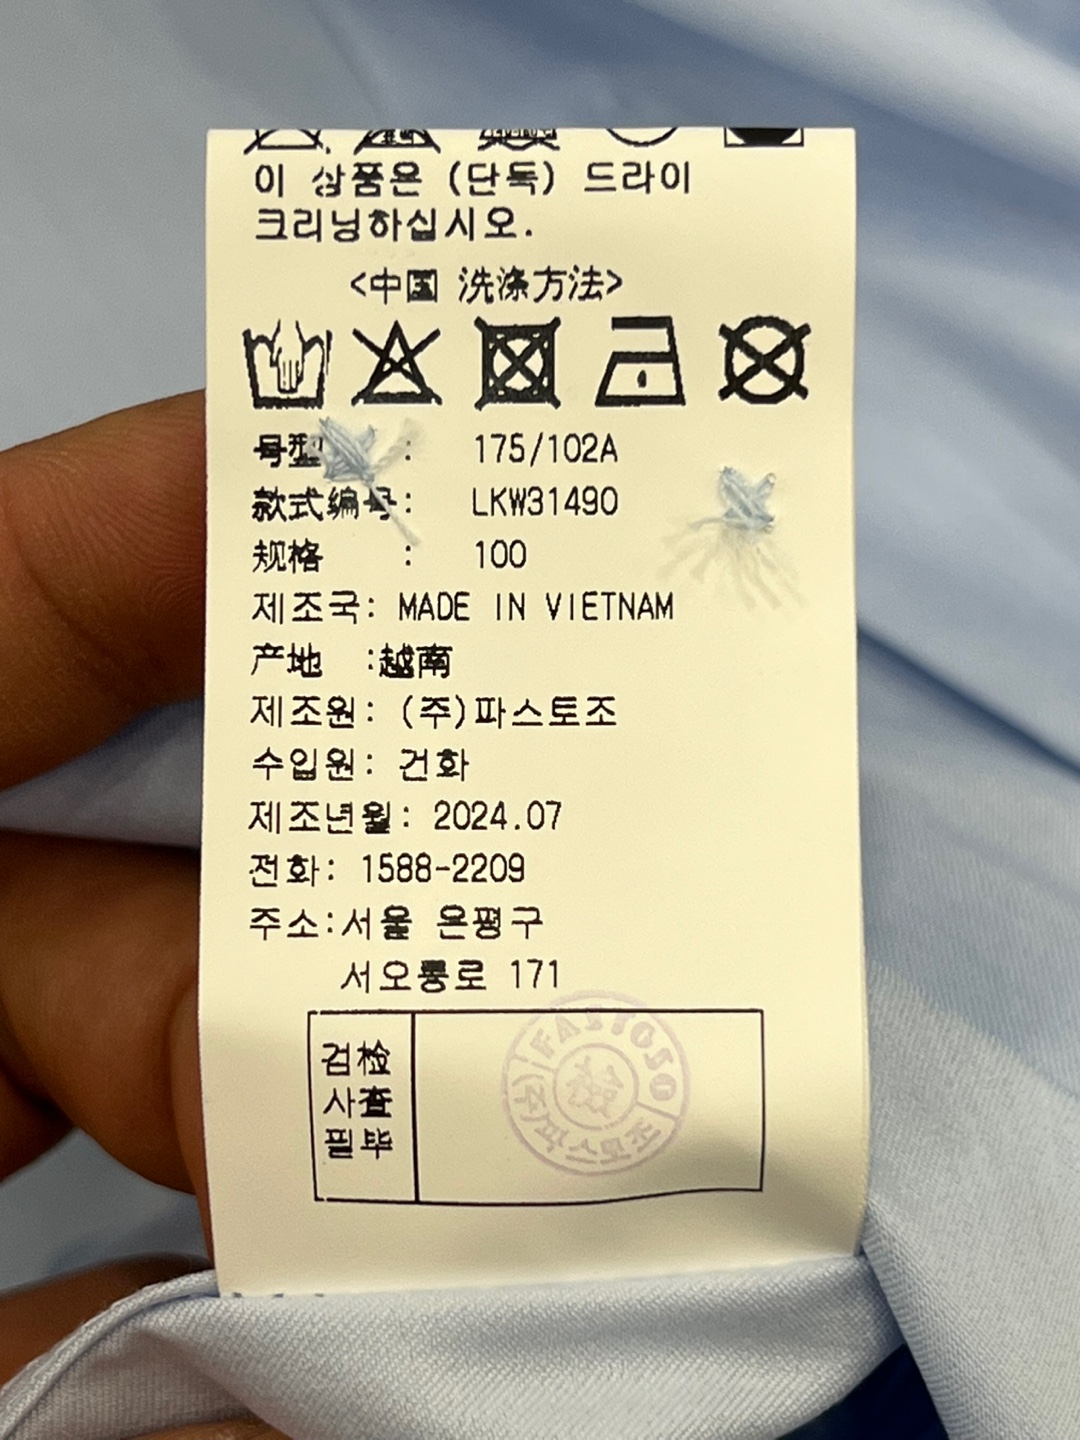 이 상품은 (단독) 드라이
크리닝하십시오.
<中国 洗涤方法>
号型 : 175/102A
款式编号: LKW31490
规格 : 100
제조국: MADE IN VIETNAM
产地 :越南
제조원: (주)파스토조
수입원: 건화
제조년월: 2024.07
전화: 1588-2209
주소:서울 은평구
서오릉로 171
검检
사查
필毕
FASTOSO
(주)파스토조